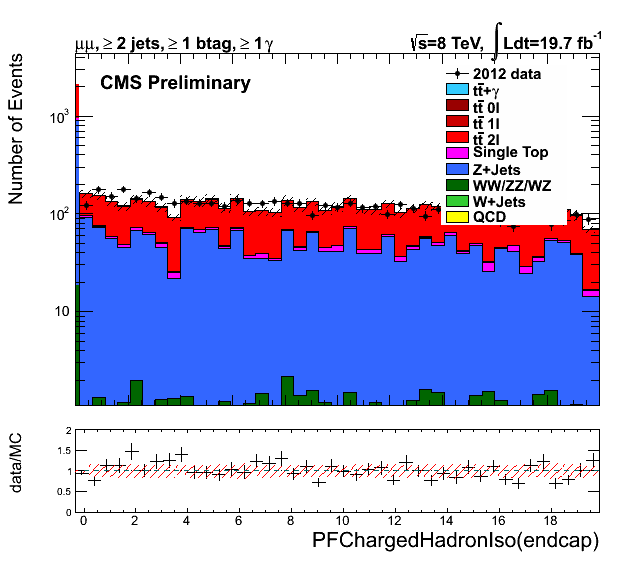 μμ, ≥ 2 jets, ≥ 1 btag, ≥ 1γ
√s=8 TeV, ∫Ldt=19.7 fb⁻¹
CMS Preliminary
Number of Events
10³
10²
10
2012 data
tt̄+γ
tt̄ 0l
tt̄ 1l
tt̄ 2l
Single Top
Z+Jets
WW/ZZ/WZ
W+Jets
QCD
data/MC
2
1.5
1
0.5
0
0 2 4 6 8 10 12 14 16 18
PFChargedHadronIso(endcap)